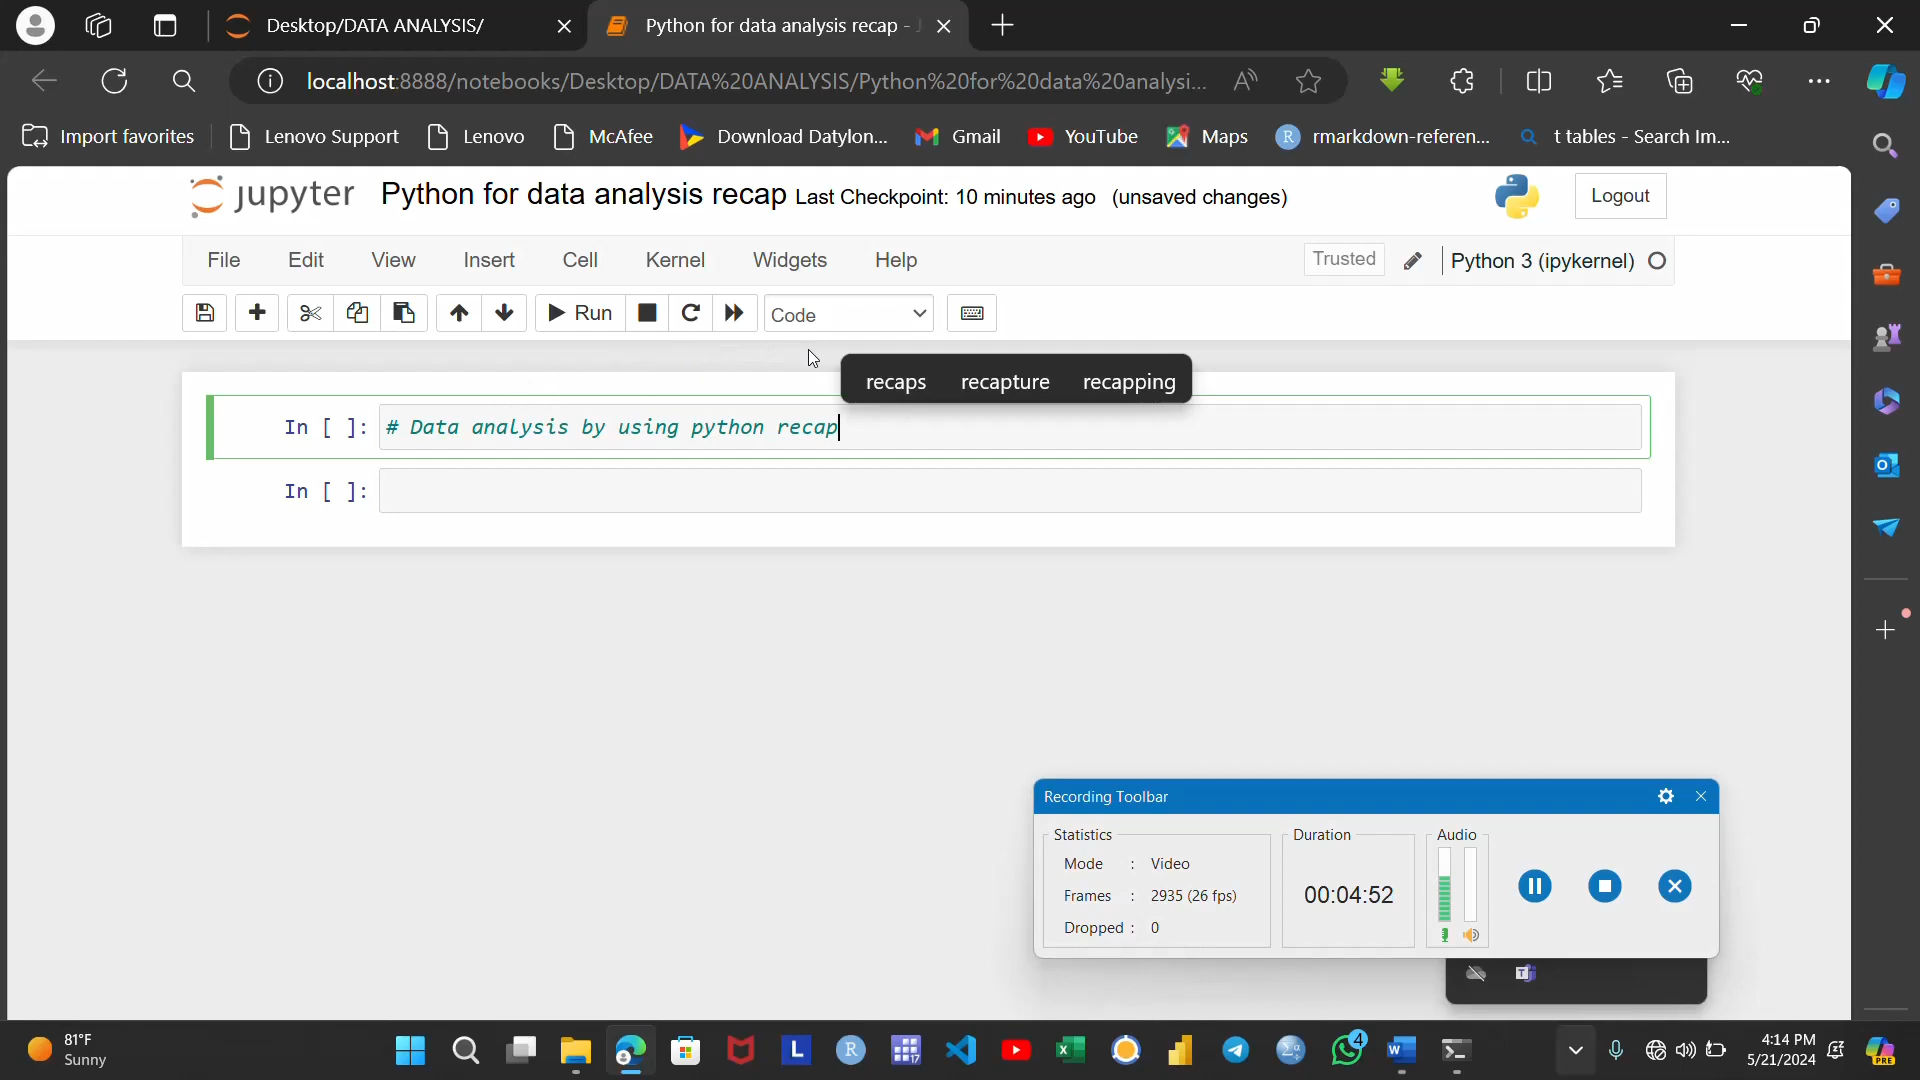 Desktop/DATA ANALYSIS/
Python for data analysis recap - J
localhost:8888/notebooks/Desktop/DATA%20ANALYSIS/Python%20for%20data%20analysi...
Import favorites
Lenovo Support
Lenovo
McAfee
Download Datylon...
Gmail
YouTube
Maps
R
rmarkdown-referen...
t tables - Search Im...
jupyter
Python for data analysis recap Last Checkpoint: 10 minutes ago (unsaved changes)
Logout
File
Edit
View
Insert
Cell
Kernel
Widgets
Help
Trusted
Python 3 (ipykernel)
Run
Code
recaps
recapture
recapping
In [ ]: # Data analysis by using python recap
In [ ]:
Recording Toolbar
Statistics
Duration
Audio
Mode : Video
Frames : 2935 (26 fps)
00:04:52
Dropped : 0
81°F
Sunny
L
R
17
Σα
4
W
4:14 PM
5/21/2024
PRE